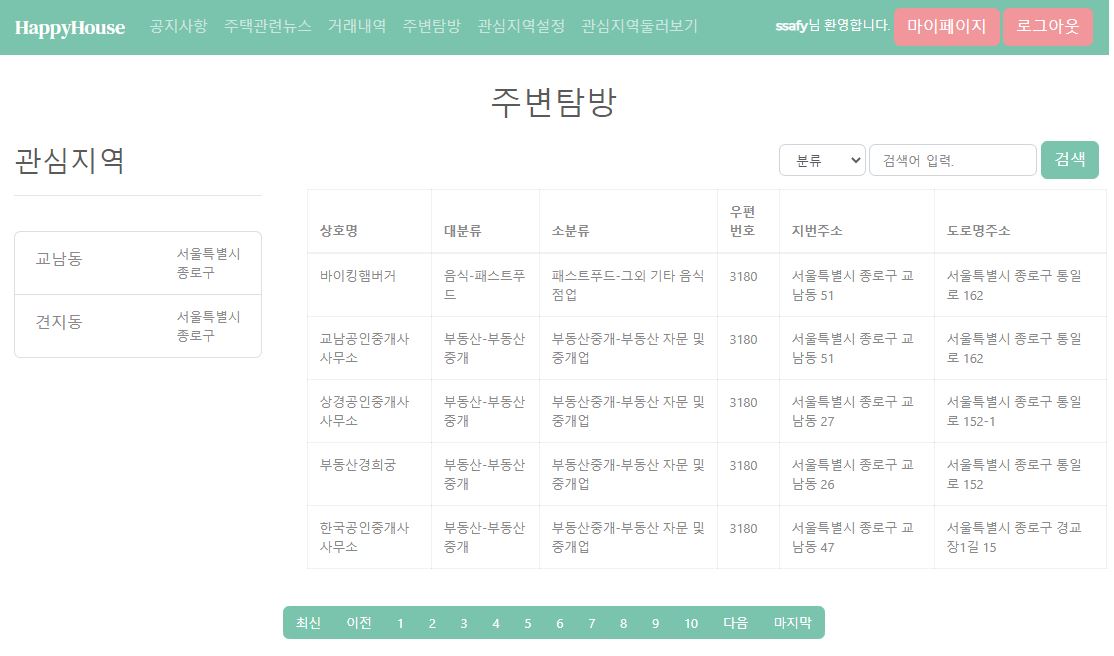 HappyHouse 공지사항 주택관련뉴스 거래내역 주변탐방 관심지역설정 관심지역둘러보기 ssafy님 환영합니다. 마이페이지 로그아웃
주변탐방
관심지역
분류 검색어 입력. 검색
교남동 서울특별시
종로구
견지동 서울특별시
종로구
상호명 대분류 소분류 우편
번호 지번주소 도로명주소
바이킹햄버거 음식-패스트푸 패스트푸드-그외 기타 음식 3180 서울특별시 종로구 교 서울특별시 종로구 통일
드 점업 남동 51 로 162
교남공인중개사 부동산-부동산 부동산중개-부동산 자문 및 3180 서울특별시 종로구 교 서울특별시 종로구 통일
사무소 중개 중개업 남동 51 로 162
상경공인중개사 부동산-부동산 부동산중개-부동산 자문 및 3180 서울특별시 종로구 교 서울특별시 종로구 통일
사무소 중개 중개업 남동 27 로 152-1
부동산경희궁 부동산-부동산 부동산중개-부동산 자문 및 3180 서울특별시 종로구 교 서울특별시 종로구 통일
중개 중개업 남동 26 로 152
한국공인중개사 부동산-부동산 부동산중개-부동산 자문 및 3180 서울특별시 종로구 교 서울특별시 종로구 경교
사무소 중개 중개업 남동 47 장1길 15
최신 이전 1 2 3 4 5 6 7 8 9 10 다음 마지막